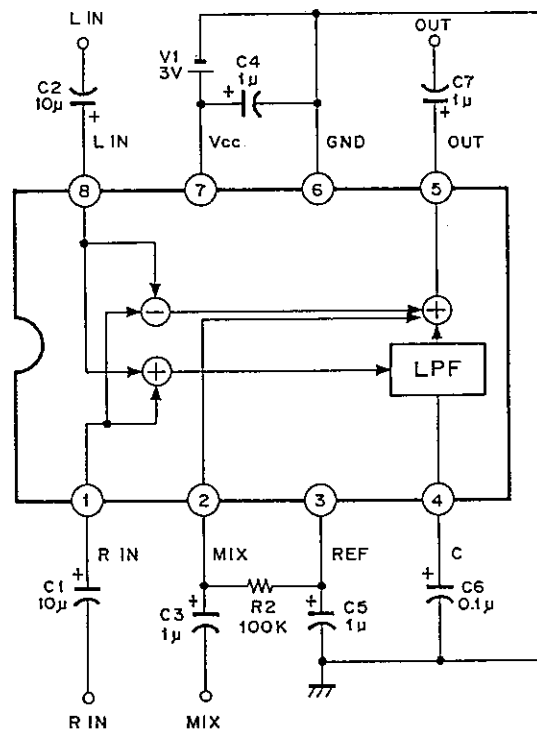 L IN
OUT
V1
3V
C4
1μ
C2
10μ
+
+
C7
1μ
+
L IN
Vcc
GND
OUT
8
7
6
5
−
+
+
LPF
1
2
3
4
R IN
MIX
REF
C
+
C1
10μ
+
C3
1μ
R2
100K
+
C5
1μ
+
C6
0.1μ
R IN
MIX